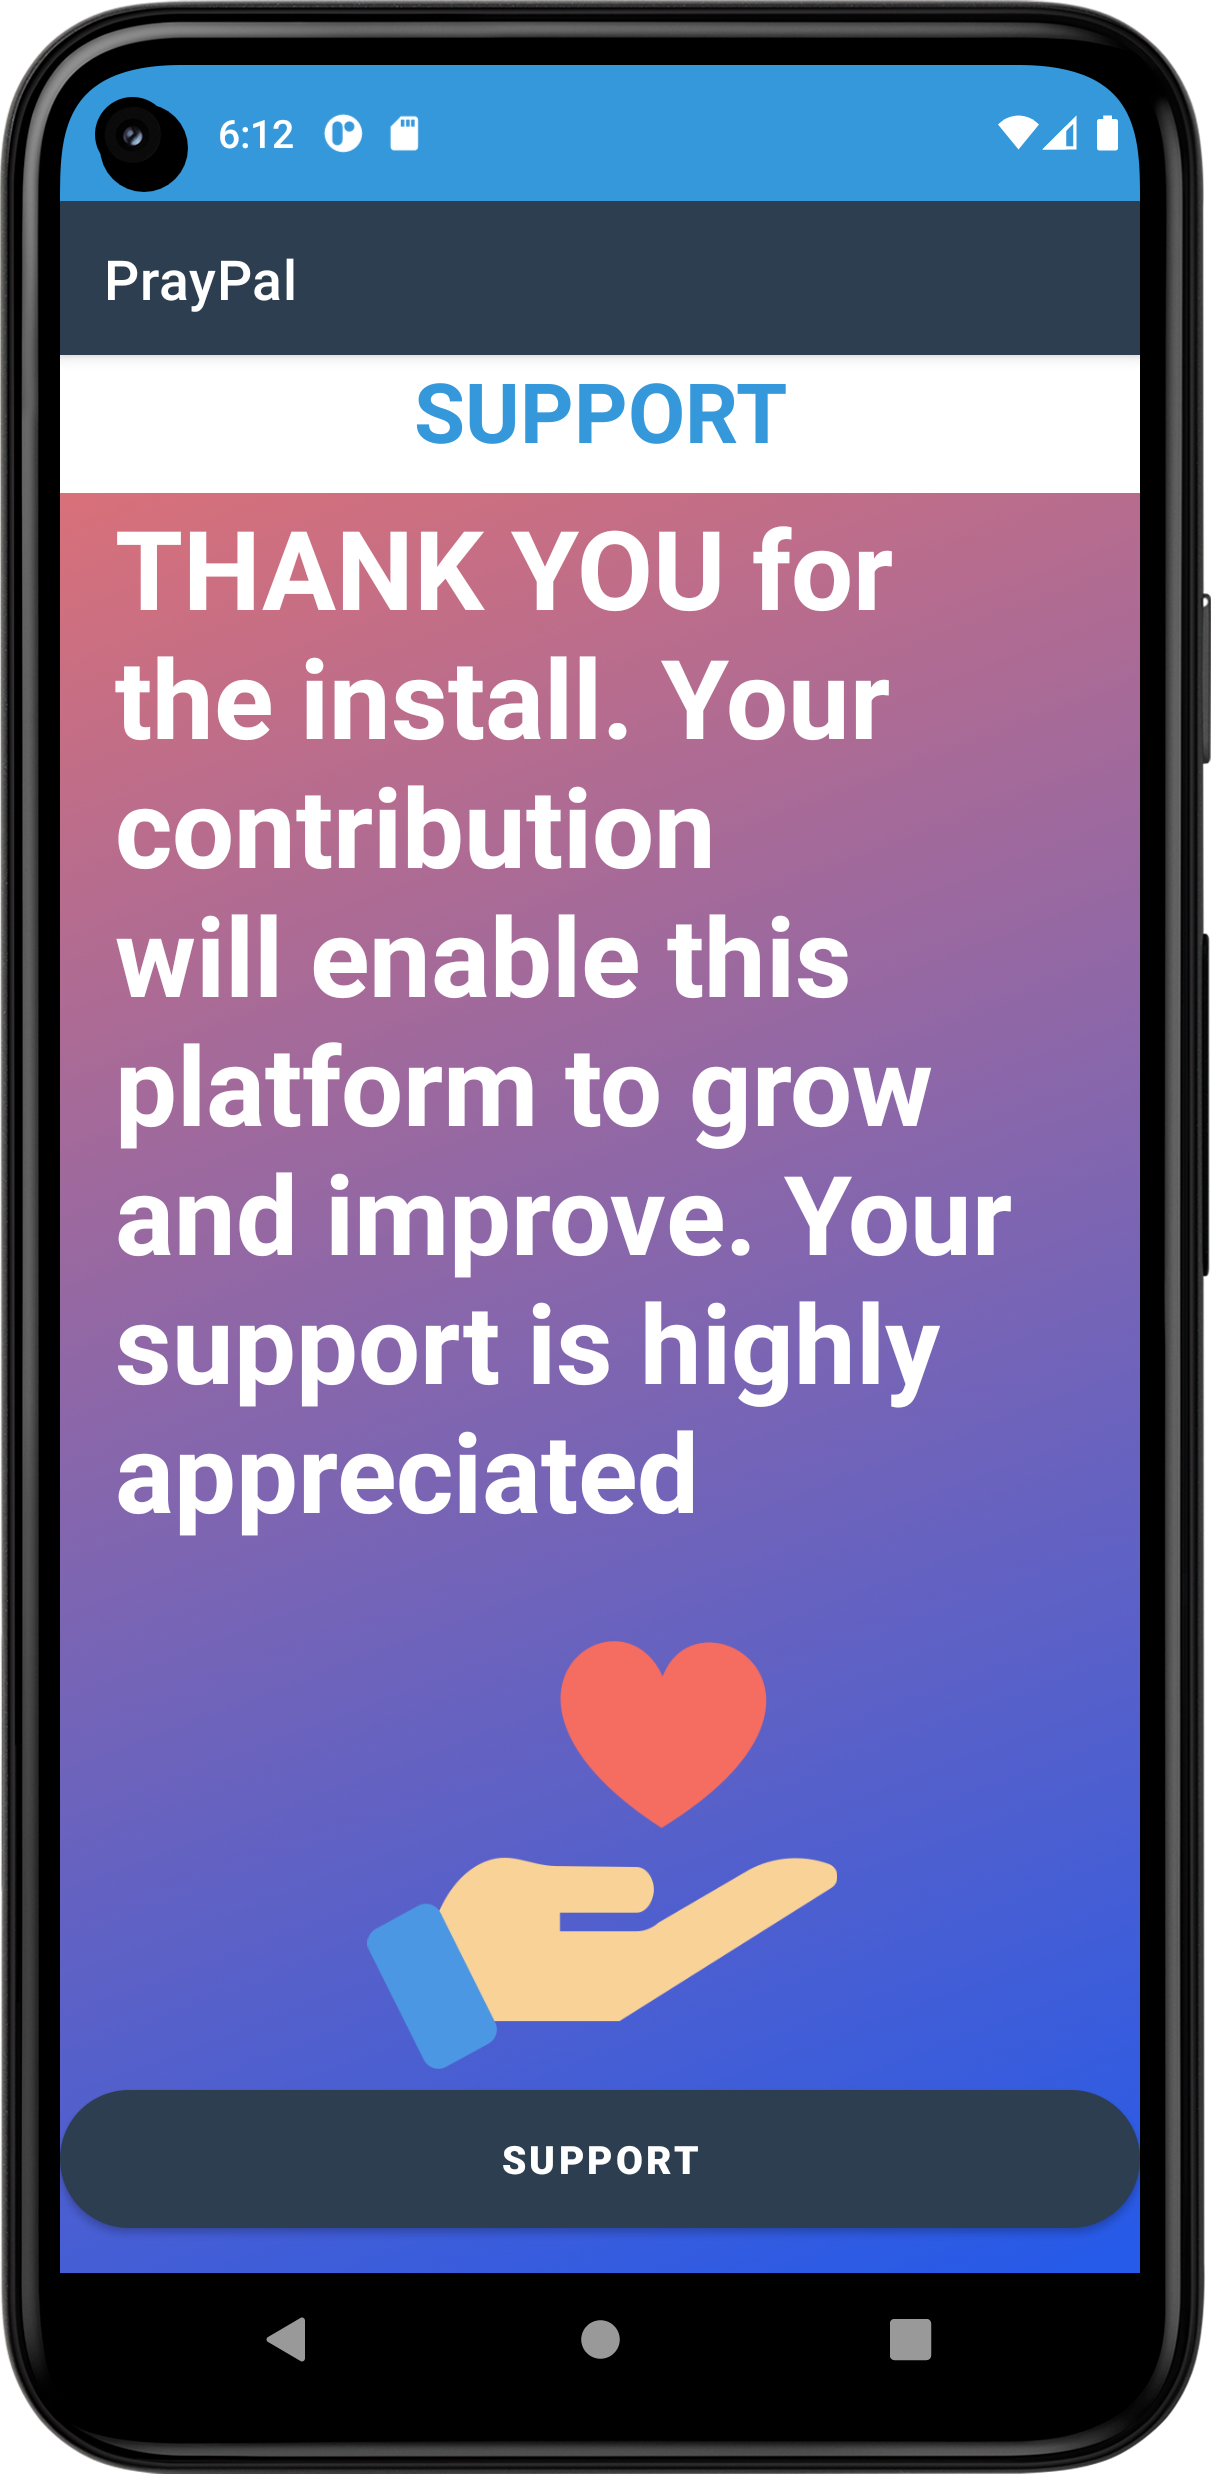 6:12
PrayPal
SUPPORT
THANK YOU for
the install. Your
contribution
will enable this
platform to grow
and improve. Your
support is highly
appreciated
SUPPORT